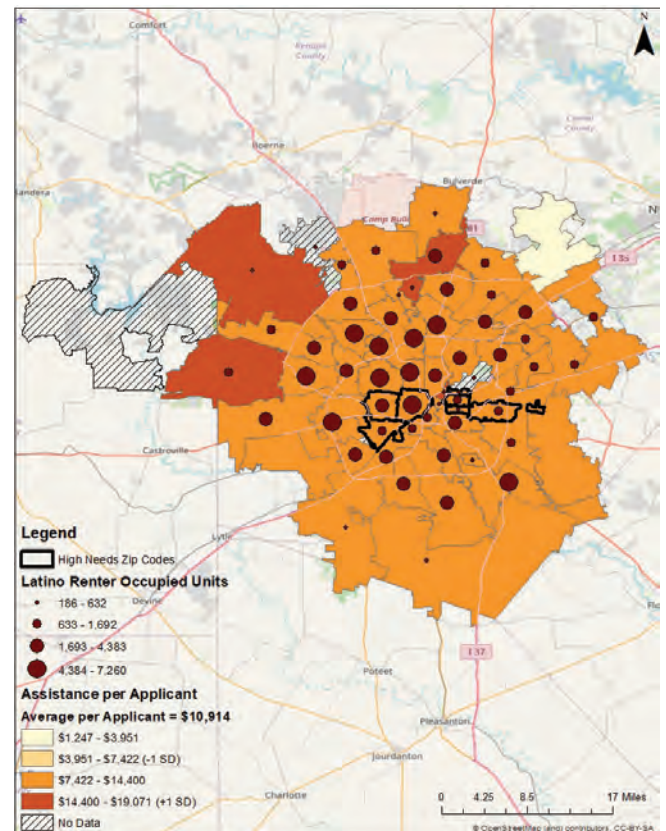 Comfort
N
Kendall
County
Comal
County
Boerne
Bandera
Bulverde
Camp Bull
281
I 35
Castroville
Lytle
Legend
High Needs Zip Codes
Latino Renter Occupied Units
186 - 632
633 - 1,692
1,693 - 4,383
4,384 - 7,260
Devine
I 37
Poteet
Pleasanton
Assistance per Applicant
Average per Applicant = $10,914
$1.247 - $3,951
$3,951 - $7,422 (-1 SD)
$7,422 - $14,400
$14,400 - $19.071 (+1 SD)
No Data
Jourdanton
Charlotte
0 4.25 8.5 17 Miles
© OpenStreetMap (and) contributors, CC-BY-SA